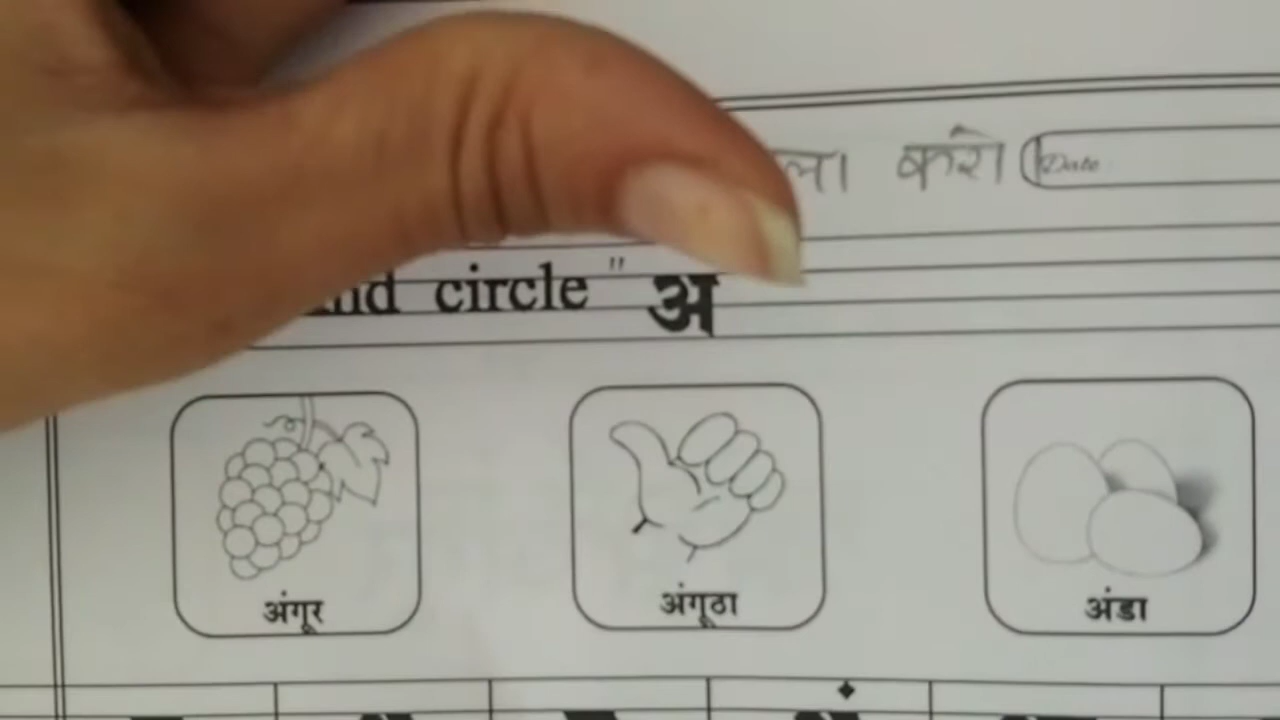 करो Date
circle " अ
अंगूर अंगूठा अंडा